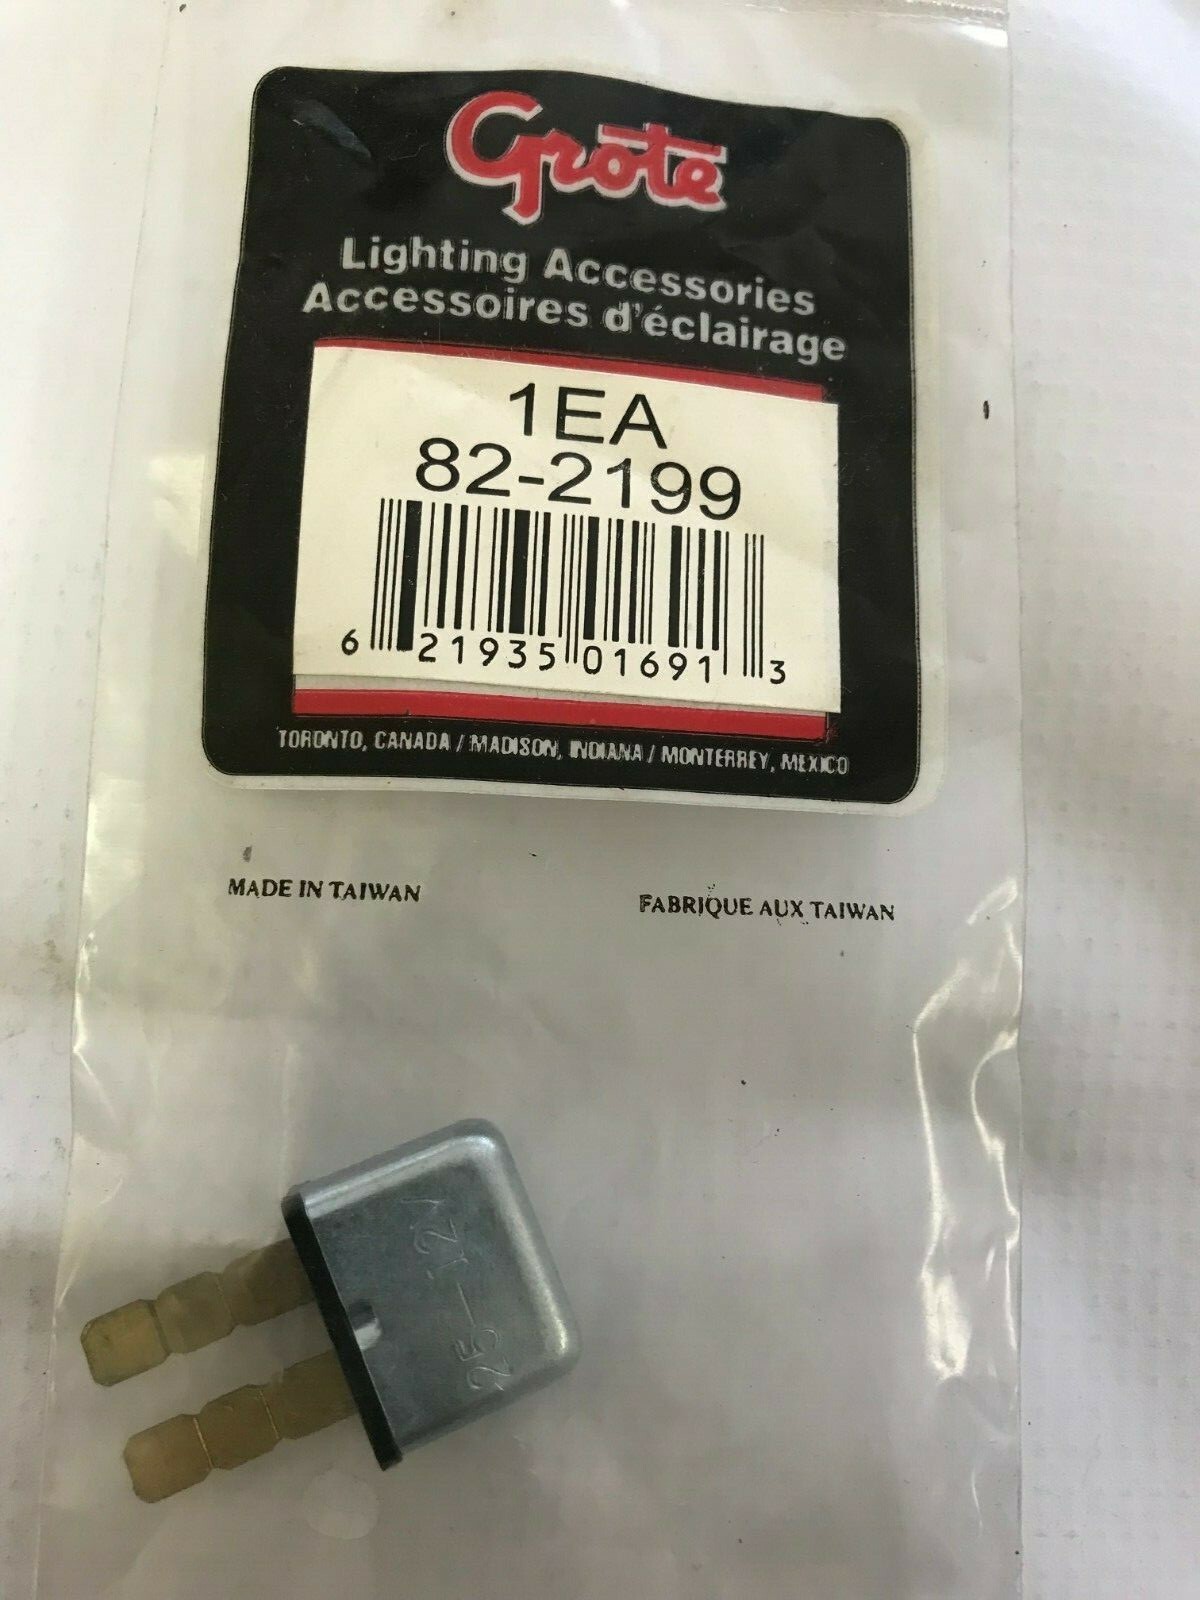 Grote
Lighting Accessories
Accessoires d'éclairage
1EA
82-2199
6 21935 01691 3
TORONTO, CANADA / MADISON, INDIANA / MONTERREY, MEXICO
MADE IN TAIWAN
FABRIQUE AUX TAIWAN
25-12V